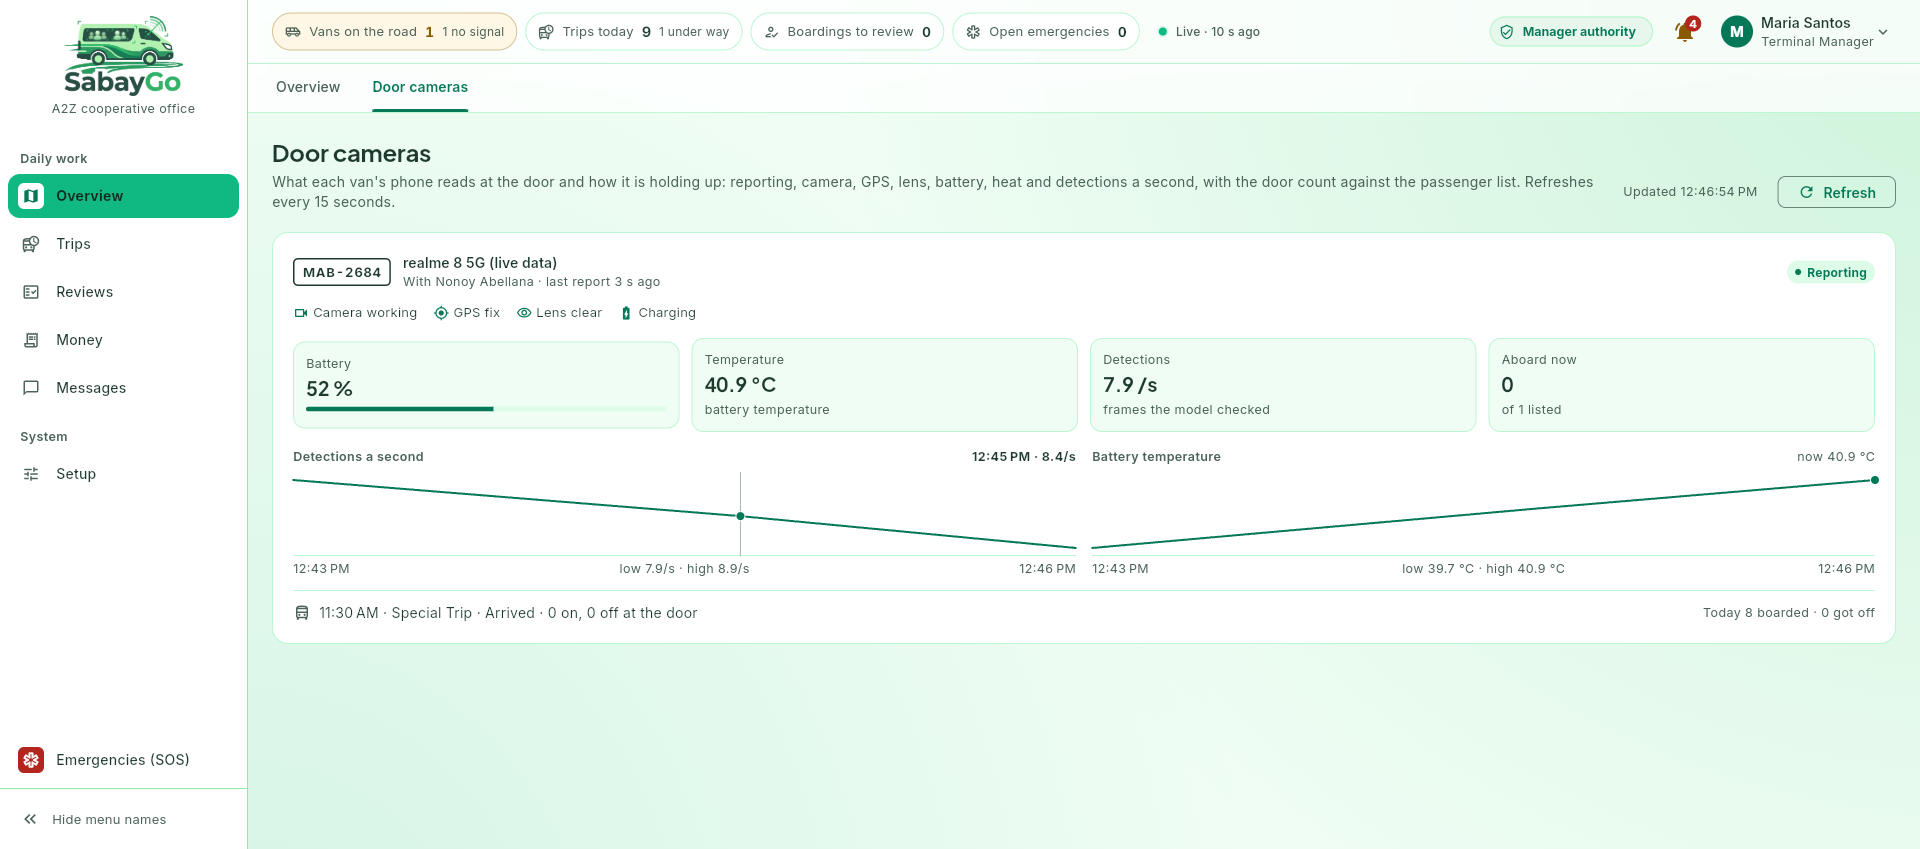 SabayGo
A2Z cooperative office
Daily work
Overview
Trips
Reviews
Money
Messages
System
Setup
Emergencies (SOS)
Hide menu names
Vans on the road 1 1 no signal
Trips today 9 1 under way
Boardings to review 0
Open emergencies 0
Live · 10 s ago
Manager authority
4
M
Maria Santos
Terminal Manager
Overview
Door cameras
Door cameras
What each van's phone reads at the door and how it is holding up: reporting, camera, GPS, lens, battery, heat and detections a second, with the door count against the passenger list. Refreshes
every 15 seconds.
Updated 12:46:54 PM
Refresh
MAB-2684
realme 8 5G (live data)
With Nonoy Abellana · last report 3 s ago
Reporting
Camera working
GPS fix
Lens clear
Charging
Battery
52 %
Temperature
40.9 °C
battery temperature
Detections
7.9 /s
frames the model checked
Aboard now
0
of 1 listed
Detections a second
12:45 PM · 8.4/s
12:43 PM
low 7.9/s · high 8.9/s
12:46 PM
Battery temperature
now 40.9 °C
12:43 PM
low 39.7 °C · high 40.9 °C
12:46 PM
11:30 AM · Special Trip · Arrived · 0 on, 0 off at the door
Today 8 boarded · 0 got off